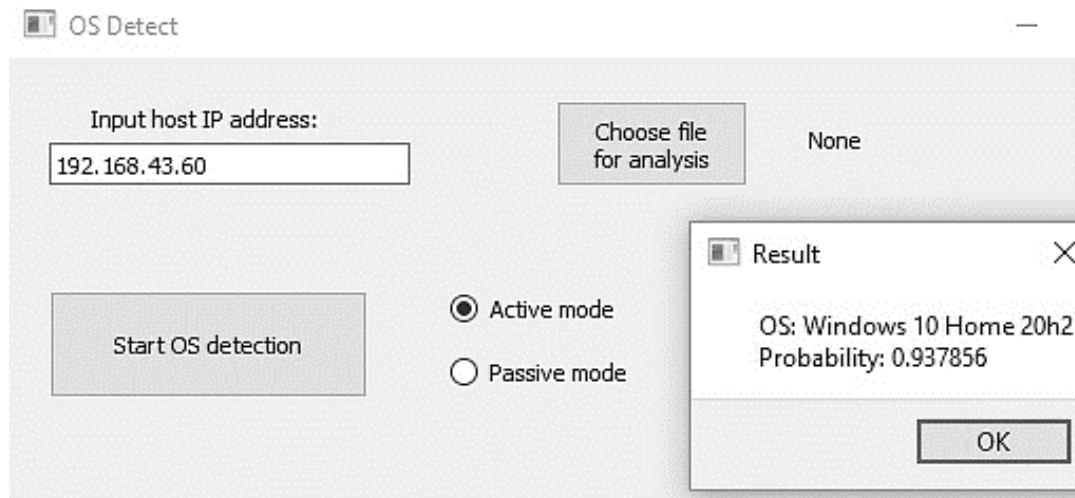 OS Detect
Input host IP address:
192.168.43.60
Choose file
for analysis
None
Start OS detection
Active mode
Passive mode
Result
OS: Windows 10 Home 20h2
Probability: 0.937856
OK